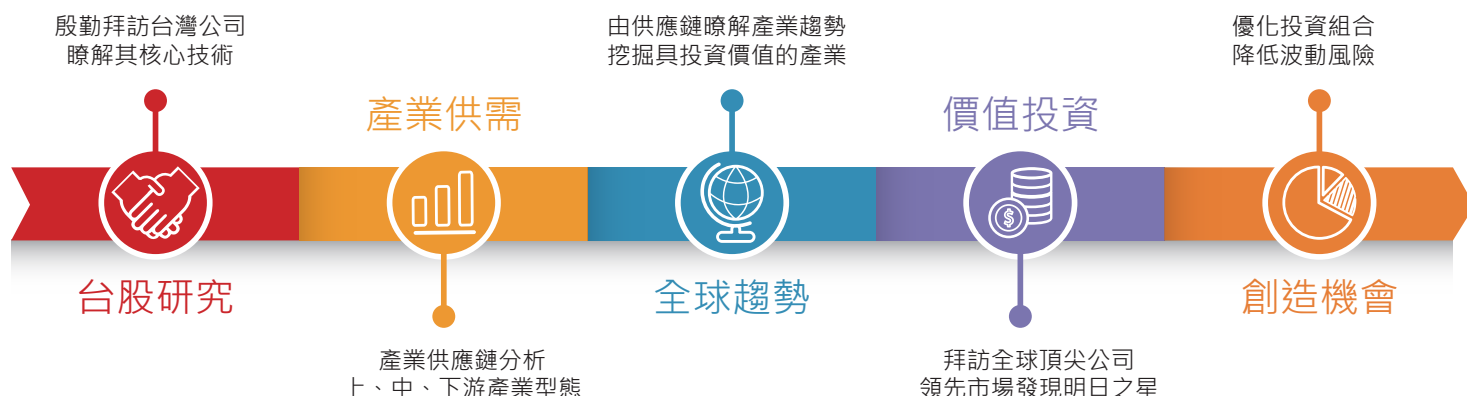 殷勤拜訪台灣公司
瞭解其核心技術
台股研究
產業供需
產業供應鏈分析
上、中、下游產業型態
由供應鏈瞭解產業趨勢
挖掘具投資價值的產業
全球趨勢
價值投資
$
拜訪全球頂尖公司
領先市場發現明日之星
優化投資組合
降低波動風險
創造機會